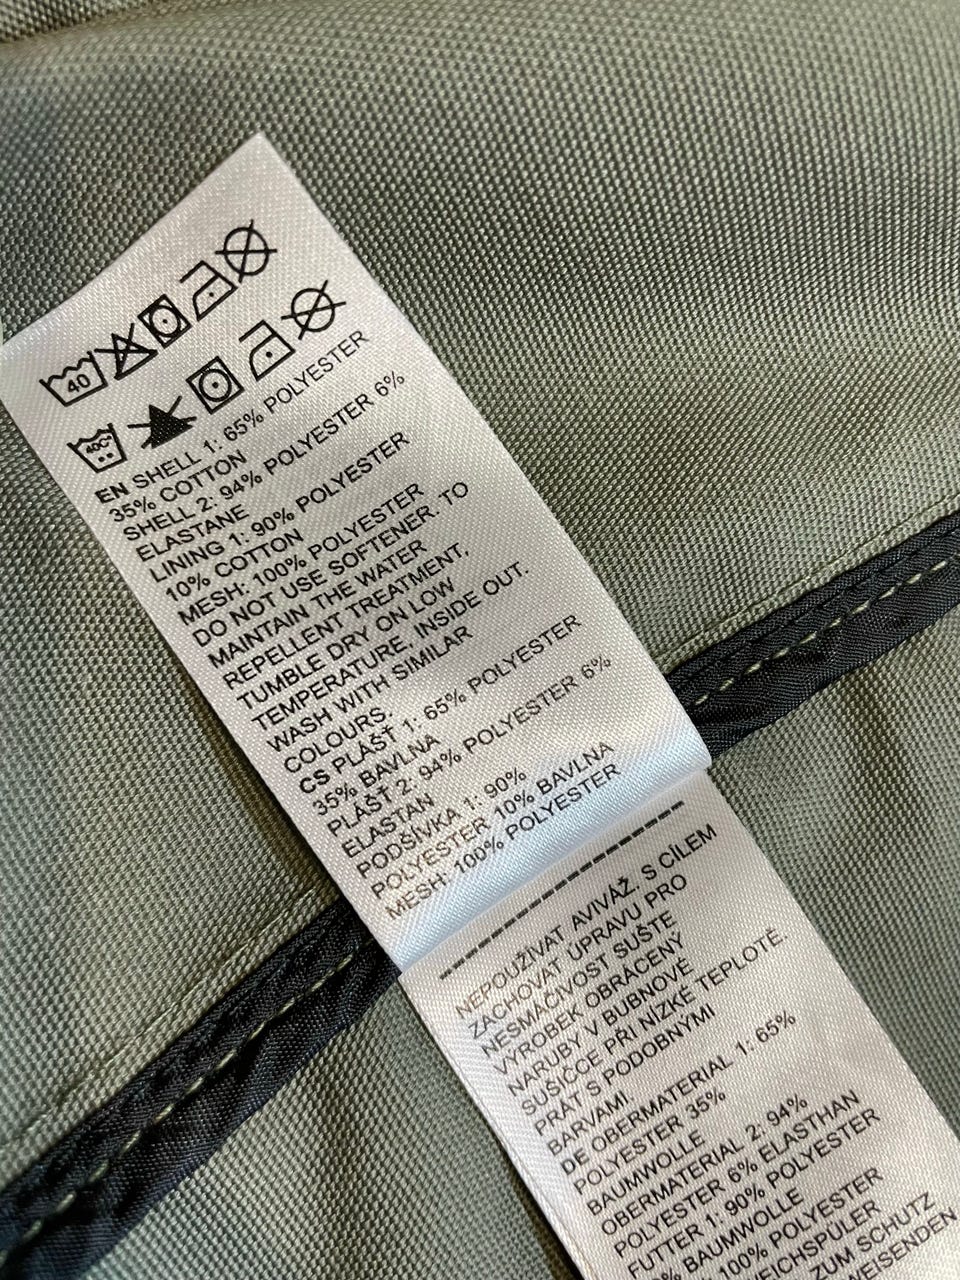 40
40C°
EN SHELL 1: 65% POLYESTER
35% COTTON
SHELL 2: 94% POLYESTER 6%
ELASTANE
LINING 1: 90% POLYESTER
10% COTTON
MESH: 100% POLYESTER
DO NOT USE SOFTENER. TO
MAINTAIN THE WATER
REPELLENT TREATMENT,
TUMBLE DRY ON LOW
TEMPERATURE, INSIDE OUT.
WASH WITH SIMILAR
COLOURS.
CS PLÁŠŤ 1: 65% POLYESTER
35% BAVLNA
PLÁŠŤ 2: 94% POLYESTER 6%
ELASTAN
PODŠÍVKA 1: 90%
POLYESTER 10% BAVLNA
MESH: 100% POLYESTER
NEPOUŽÍVAT AVIVÁŽ. S CÍLEM
ZACHOVAT ÚPRAVU PRO
NESMÁČIVOST SUŠTE
VÝROBEK OBRÁCENÝ
NARUBY V BUBNOVÉ
SUŠIČCE PŘI NÍZKÉ TEPLOTĚ.
PRÁT S PODOBNÝMI
BARVAMI.
DE OBERMATERIAL 1: 65%
POLYESTER 35%
BAUMWOLLE
OBERMATERIAL 2: 94%
POLYESTER 6% ELASTHAN
FUTTER 1: 90% POLYESTER
% BAUMWOLLE
100% POLYESTER
EICHSPÜLER
ZUM SCHUTZ
EISENDEN